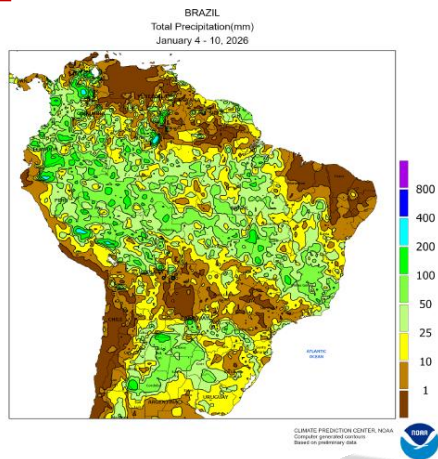 BRAZIL
Total Precipitation(mm)
January 4 - 10, 2026
800
400
200
100
50
25
10
1
ATLANTIC
OCEAN
URUGUAY
CLIMATE PREDICTION CENTER, NOAA
Computer generated contours
Based on preliminary data
NOAA